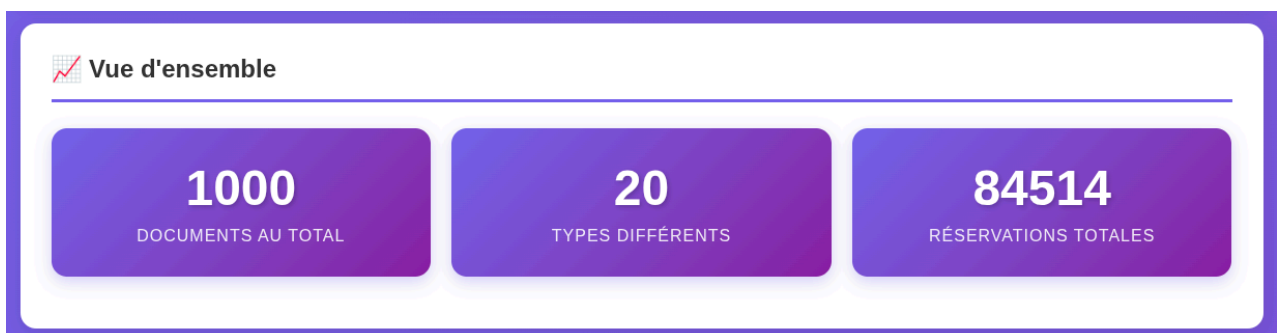 📈 Vue d'ensemble
1000
DOCUMENTS AU TOTAL
20
TYPES DIFFÉRENTS
84514
RÉSERVATIONS TOTALES